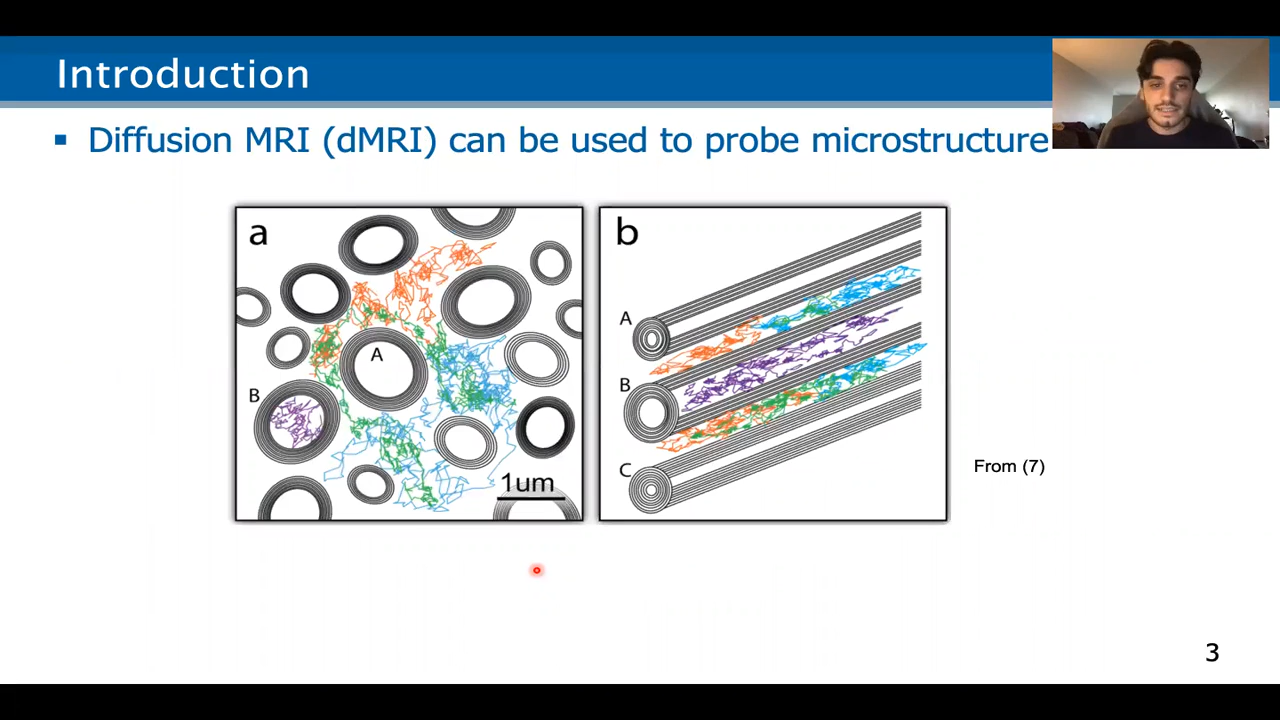 Introduction
▪ Diffusion MRI (dMRI) can be used to probe microstructure
a
A
B
1um
b
A
B
C
From (7)
3